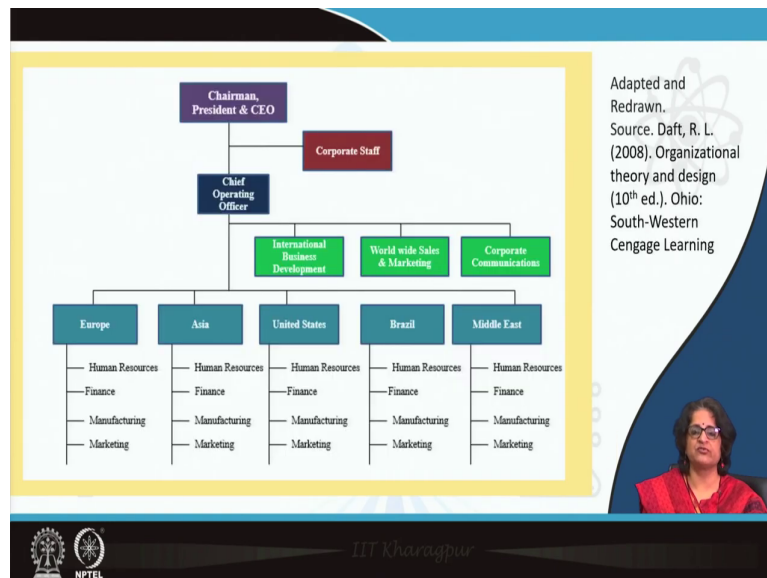 Chairman,
President & CEO
Corporate Staff
Chief
Operating
Officer
International
Business
Development
World wide Sales
& Marketing
Corporate
Communications
Europe
Asia
United States
Brazil
Middle East
Human Resources
Finance
Manufacturing
Marketing
Human Resources
Finance
Manufacturing
Marketing
Human Resources
Finance
Manufacturing
Marketing
Human Resources
Finance
Manufacturing
Marketing
Human Resources
Finance
Manufacturing
Marketing
Adapted and
Redrawn.
Source. Daft, R. L.
(2008). Organizational
theory and design
(10th ed.). Ohio:
South-Western
Cengage Learning
IIT Kharagpur
NPTEL